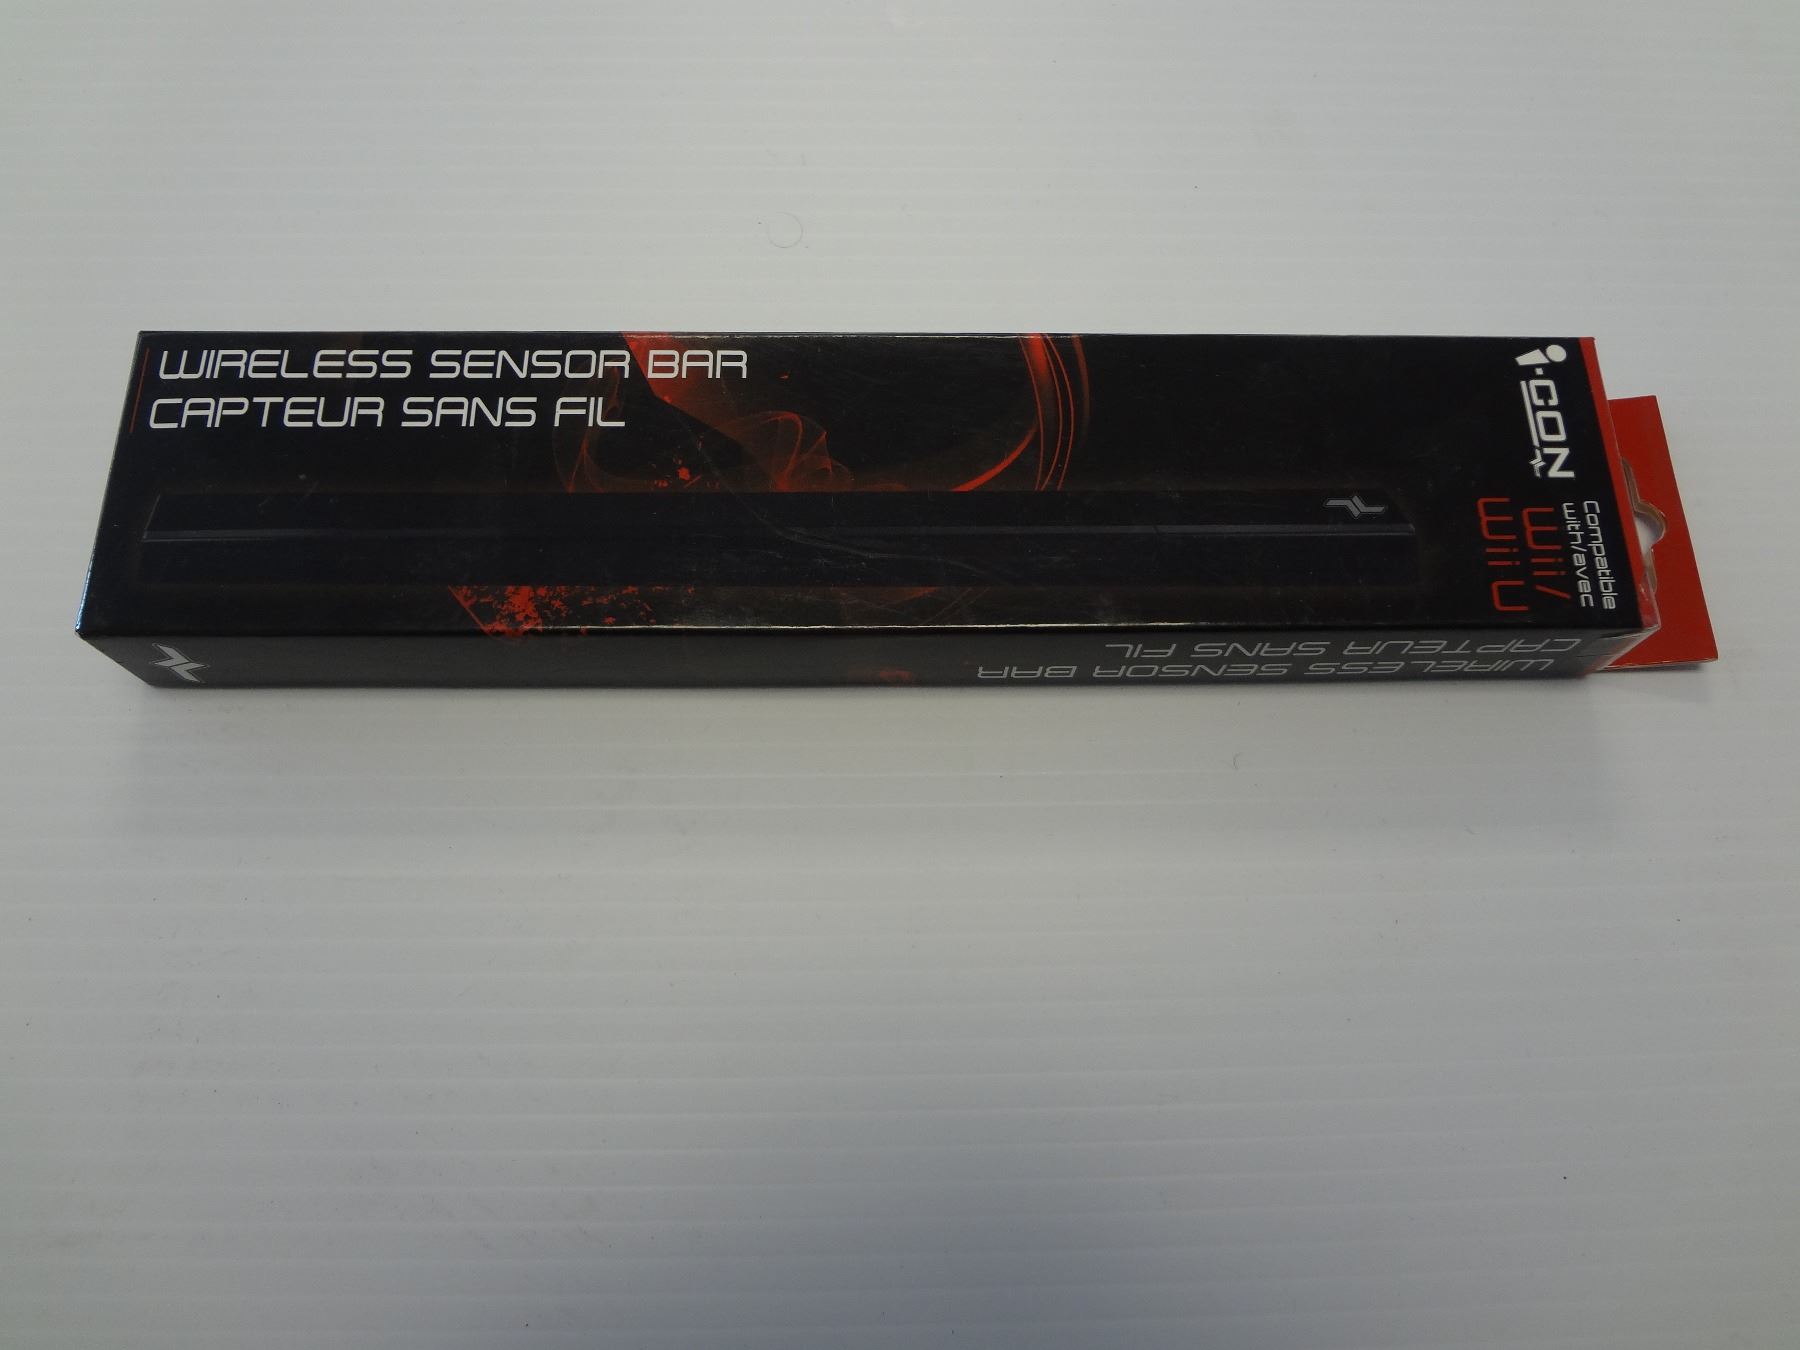 WIRELESS SENSOR BAR
CAPTEUR SANS FIL
i·CON
Compatible
with/avec
Wii/
Wii U
WIRELESS SENSOR BAR
CAPTEUR SANS FIL